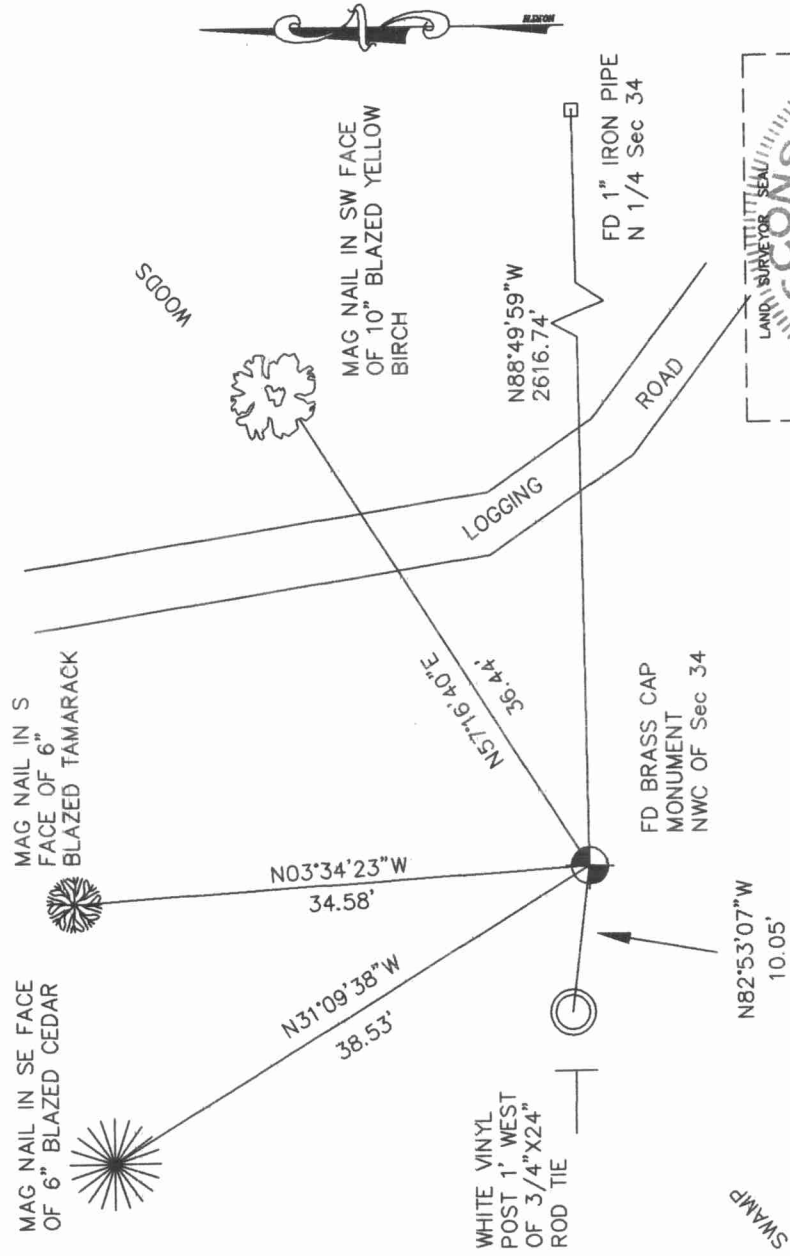 MAG NAIL IN SE FACE
OF 6" BLAZED CEDAR
MAG NAIL IN S
FACE OF 6"
BLAZED TAMARACK
WOODS
MAG NAIL IN SW FACE
OF 10" BLAZED YELLOW
BIRCH
NORTH
N31°09'38"W
38.53'
N03°34'23"W
34.58'
N57°16'40"E
36.44'
LOGGING
ROAD
N88°49'59"W
2616.74'
FD 1" IRON PIPE
N 1/4 Sec 34
WHITE VINYL
POST 1' WEST
OF 3/4"X24"
ROD TIE
FD BRASS CAP
MONUMENT
NWC OF Sec 34
N82°53'07"W
10.05'
SWAMP
LAND SURVEYOR SEAL